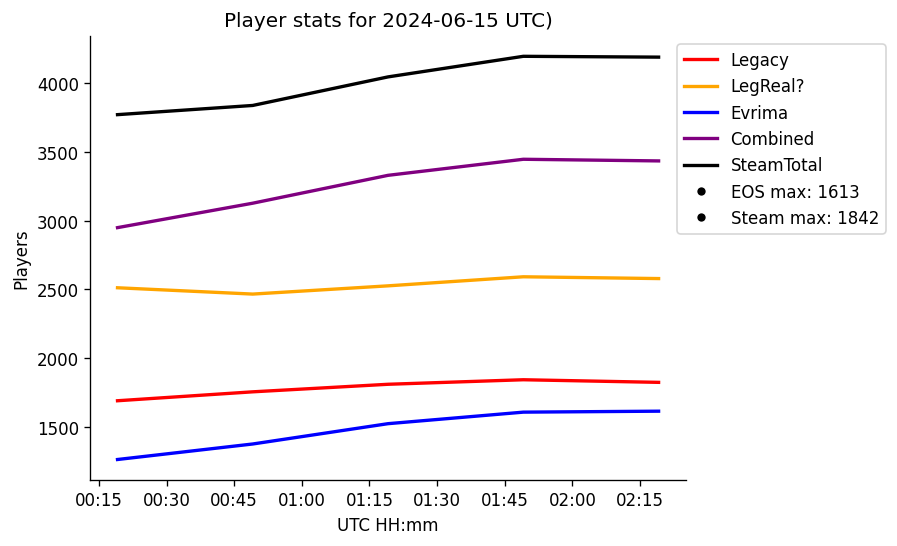 Player stats for 2024-06-15 UTC)
Legacy
LegReal?
Evrima
Combined
SteamTotal
EOS max: 1613
Steam max: 1842
Players
4000
3500
3000
2500
2000
1500
00:15 00:30 00:45 01:00 01:15 01:30 01:45 02:00 02:15
UTC HH:mm